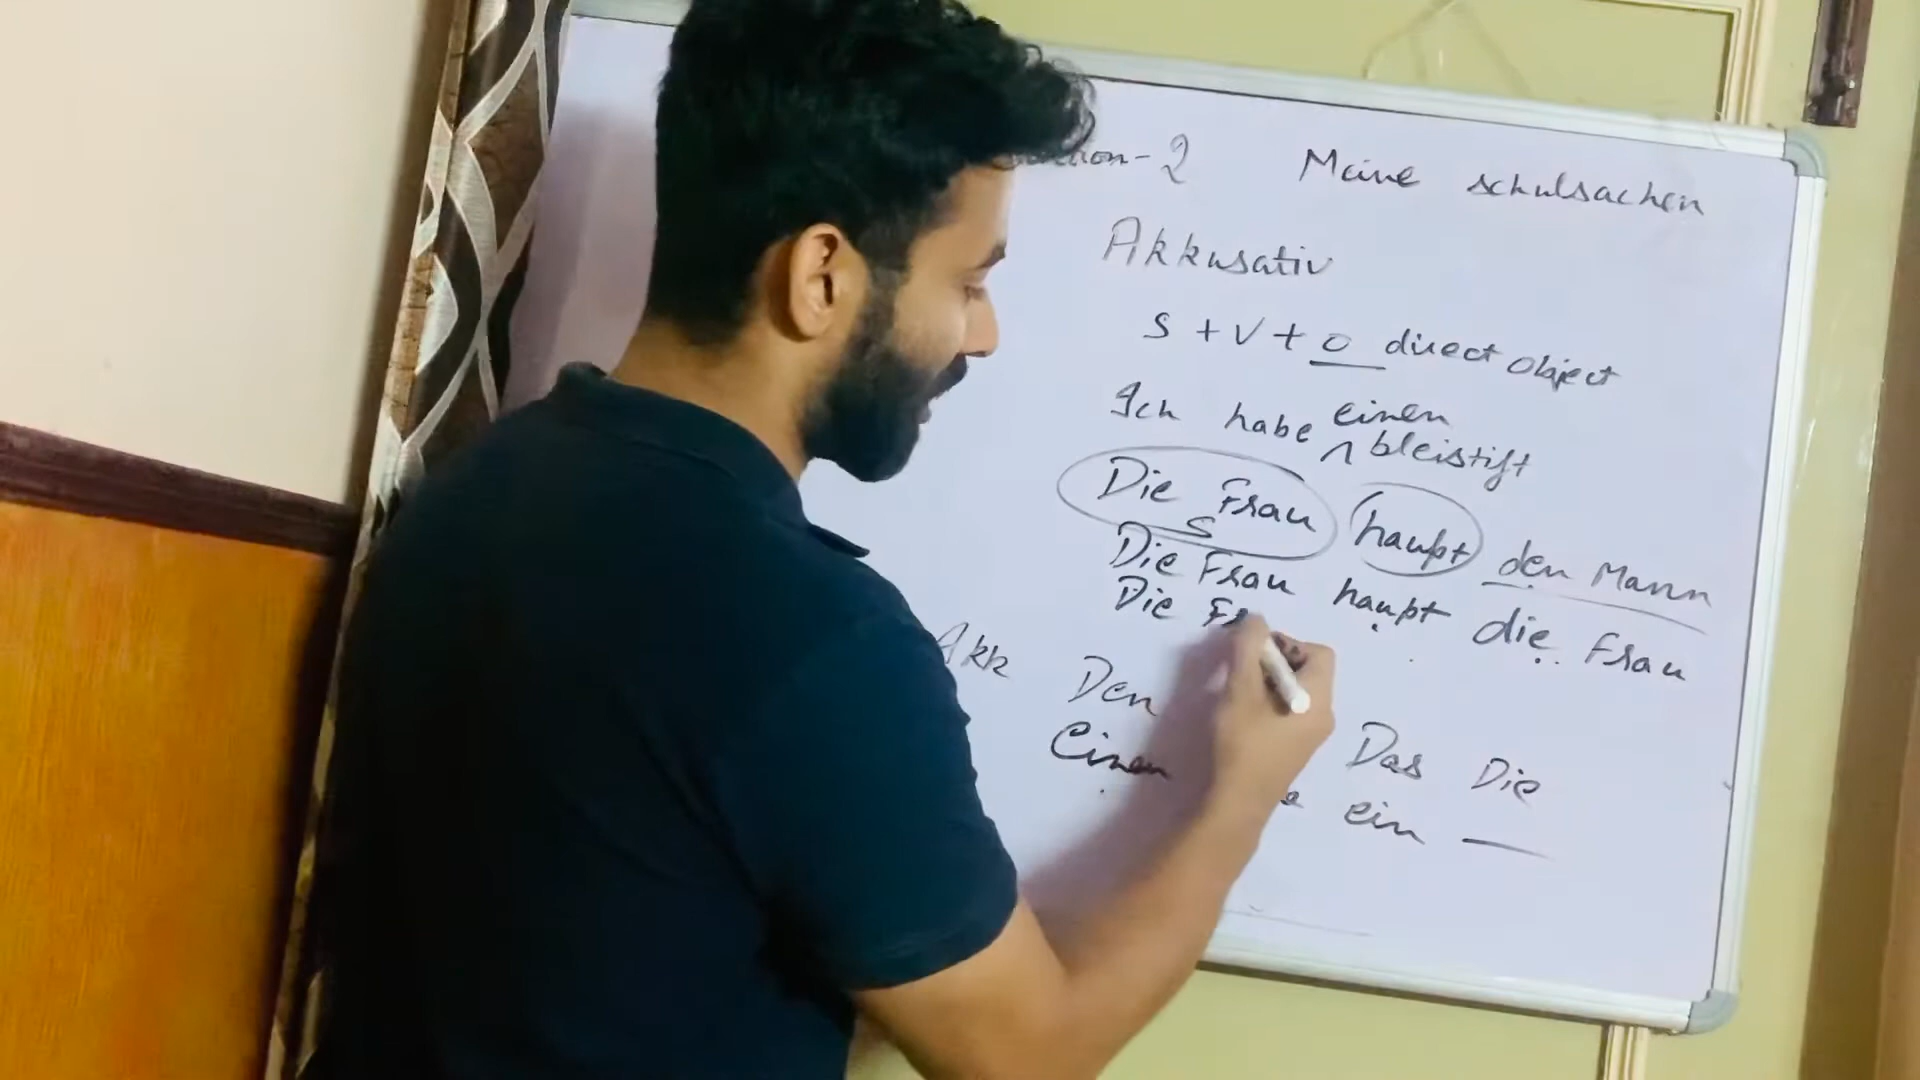 -2 Meine schulsachen
Akkusativ
S + V + O direct object
Ich habe einen bleistift
Die Frau haupt den Mann
S
Die Frau haupt die Frau
Die
Akk Den Das Die
Einen ein —